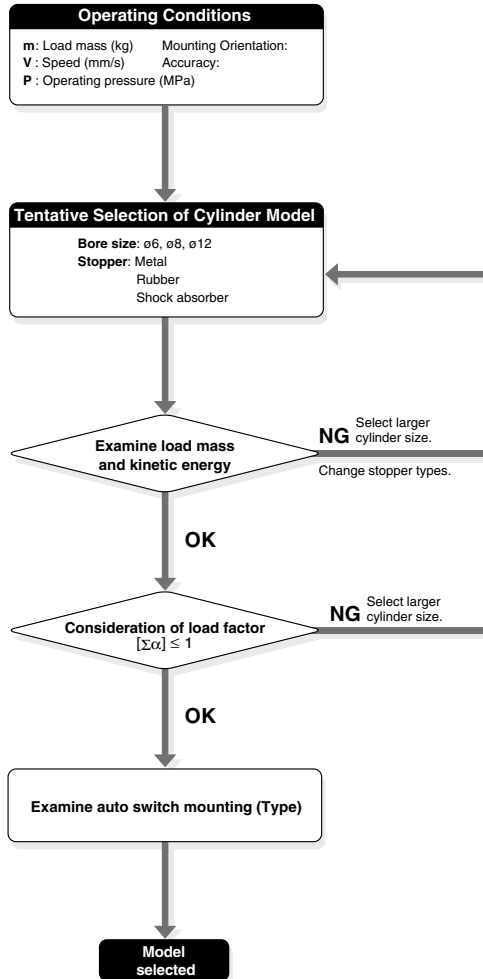 Operating Conditions
m: Load mass (kg) Mounting Orientation:
V : Speed (mm/s) Accuracy:
P : Operating pressure (MPa)
Tentative Selection of Cylinder Model
Bore size: ø6, ø8, ø12
Stopper: Metal
Rubber
Shock absorber
Examine load mass
and kinetic energy
NG Select larger
cylinder size.
Change stopper types.
OK
Consideration of load factor
[Σα] ≤ 1
NG Select larger
cylinder size.
OK
Examine auto switch mounting (Type)
Model
selected